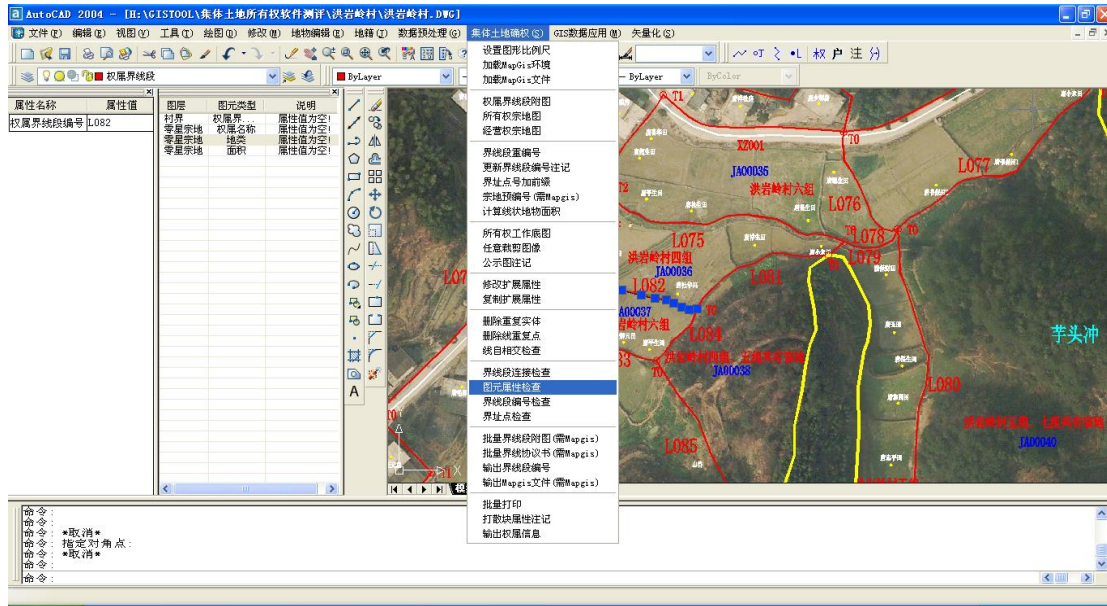 AutoCAD 2004 - [H:\GISTOOL\集体土地所有权软件测评\洪岩岭村\洪岩岭村.DWG]
文件(F) 编辑(E) 视图(V) 工具(T) 绘图(D) 修改(M) 地物编辑(E) 地籍(J) 数据预处理(G) 集体土地确权(S) GIS数据应用(M) 矢量化(S)
权属界线段 ByLayer ByLayer ByColor
权 户 注
属性名称 属性值
权属界线段编号 L082
图层 图元类型 说明
村界 权属界... 属性值为空!
零星宗地 权属名称 属性值为空!
零星宗地 地类 属性值为空!
零星宗地 面积 属性值为空!
设置图形比例尺
加载MapGis环境
加载MapGis文件
权属界线段附图
所有权宗地图
经营权宗地图
界线段重编号
更新界线段编号注记
界址点号加前缀
宗地预编号(需Mapgis)
计算线状地物面积
所有权工作底图
任意裁剪图像
公示图注记
修改扩展属性
复制扩展属性
删除重复实体
删除线重复点
线自相交检查
界线段连接检查
图元属性检查
界线段编号检查
界址点检查
批量界线段附图(需Mapgis)
批量界线协议书(需Mapgis)
输出界线段编号
输出Mapgis文件(需Mapgis)
批量打印
打散块属性注记
输出权属信息
T1
XZ001
T0
JA00035
洪岩岭村六组
L077
L076
L075
L078
T0
L079
洪岩岭村四组
JA00036
L081
L082
A00037
L084
JA00038
芋头冲
L080
L085
JA00040
A
命令:
命令:
命令: *取消*
命令: 指定对角点:
命令: *取消*
命令: